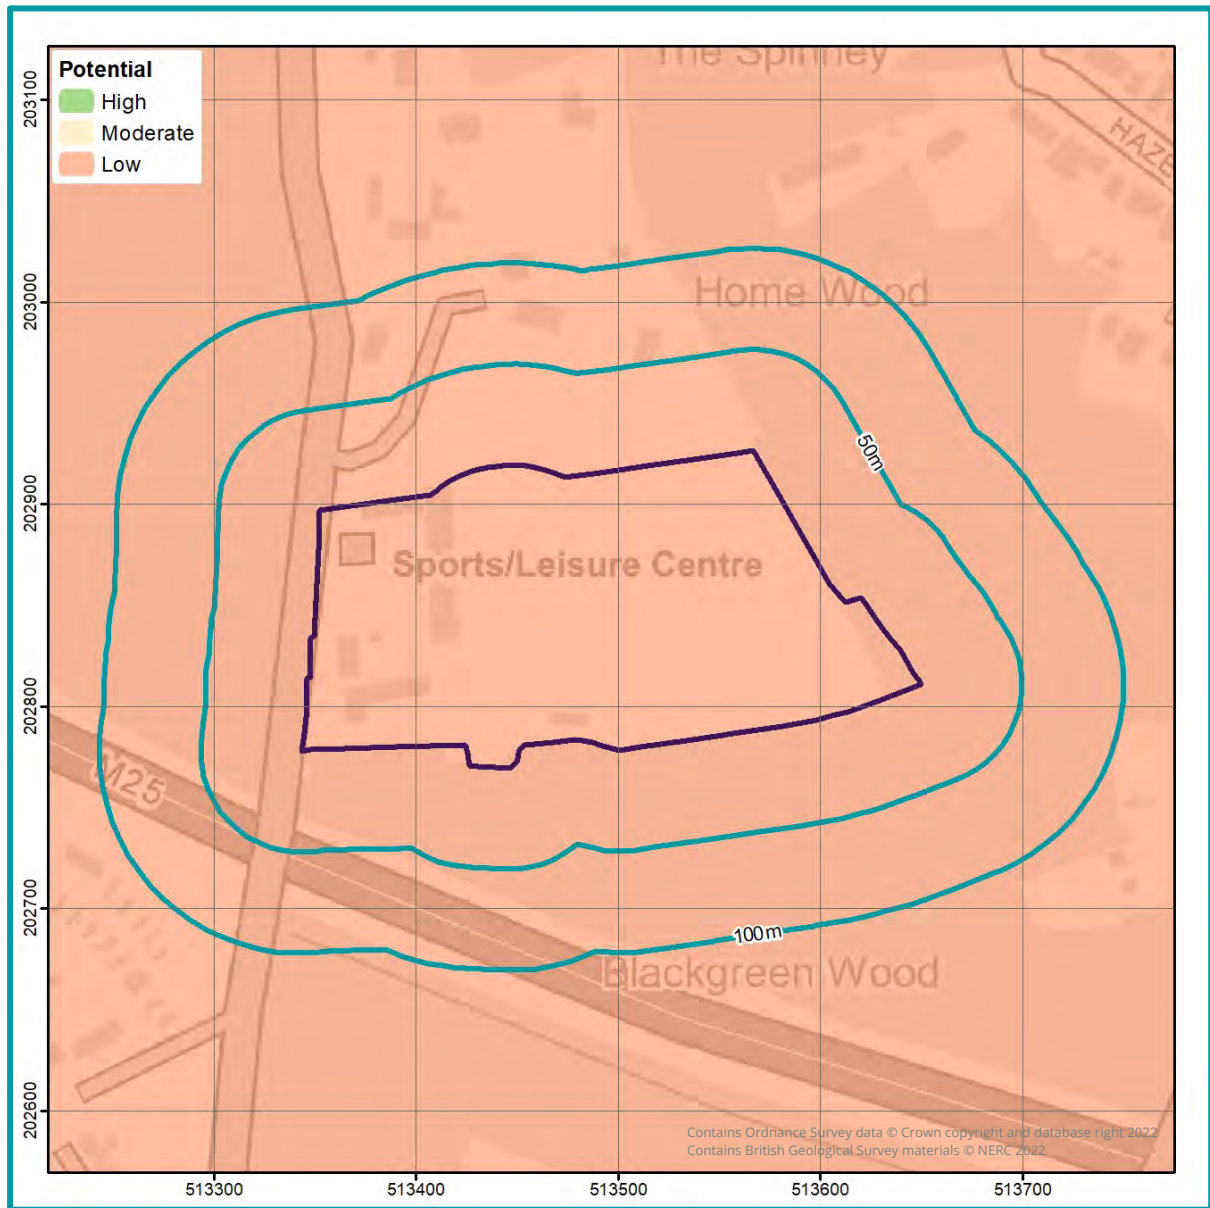 Potential
High
Moderate
Low
The Spinney
HAZE
Home Wood
50m
Sports/Leisure Centre
M25
100m
Blackgreen Wood
203100
203000
202900
202800
202700
202600
513300
513400
513500
513600
513700
Contains Ordnance Survey data © Crown copyright and database right 2022
Contains British Geological Survey materials © NERC 2022